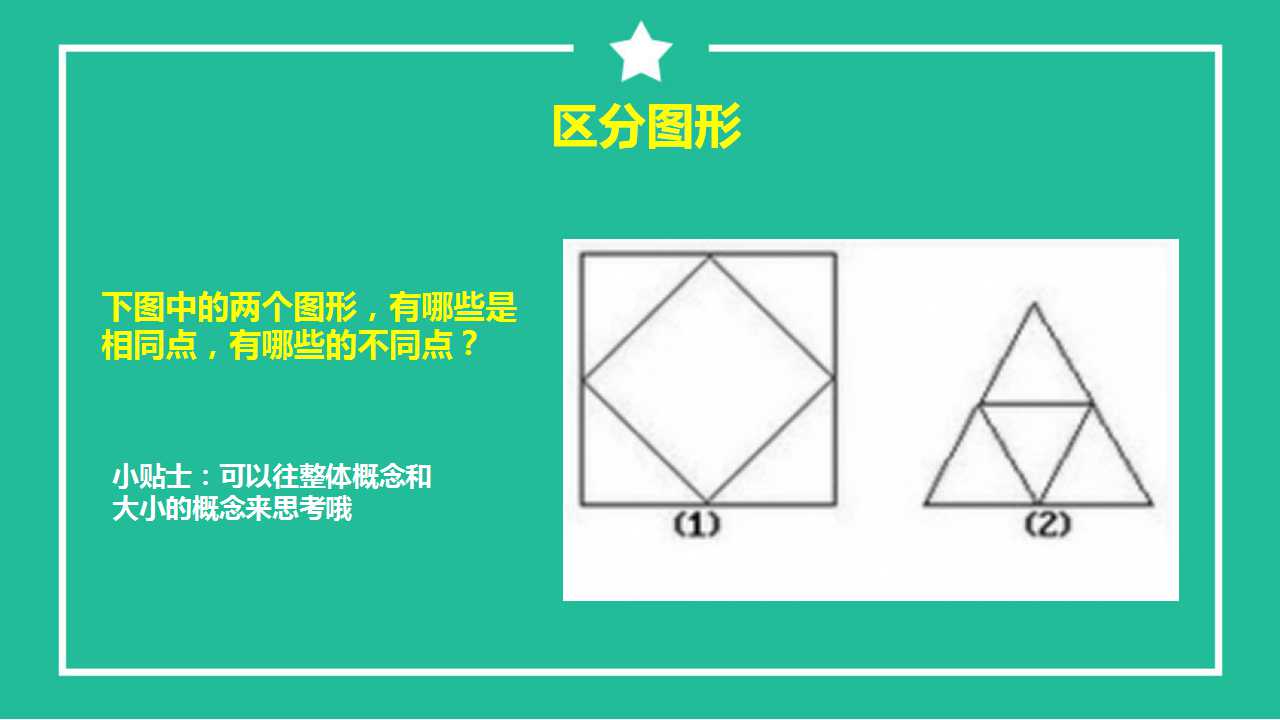 区分图形
下图中的两个图形，有哪些是
相同点，有哪些的不同点？
小贴士：可以往整体概念和
大小的概念来思考哦
(1)
(2)